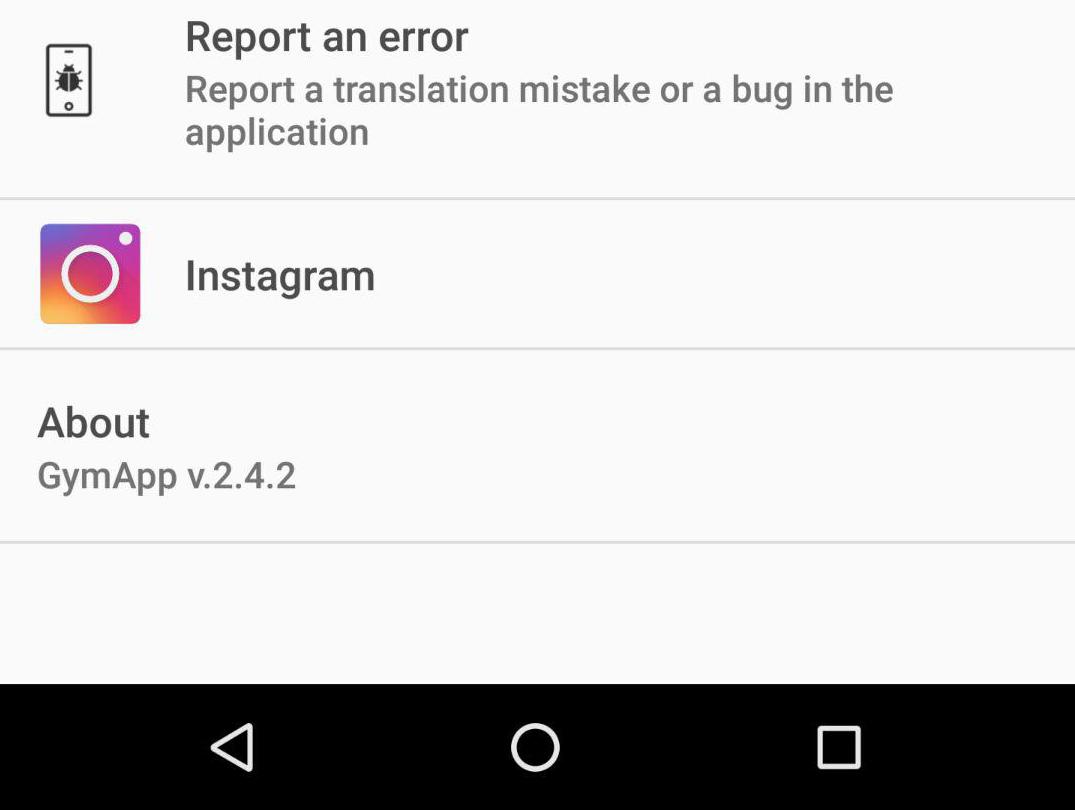 Report an error
Report a translation mistake or a bug in the
application
Instagram
About
GymApp v.2.4.2